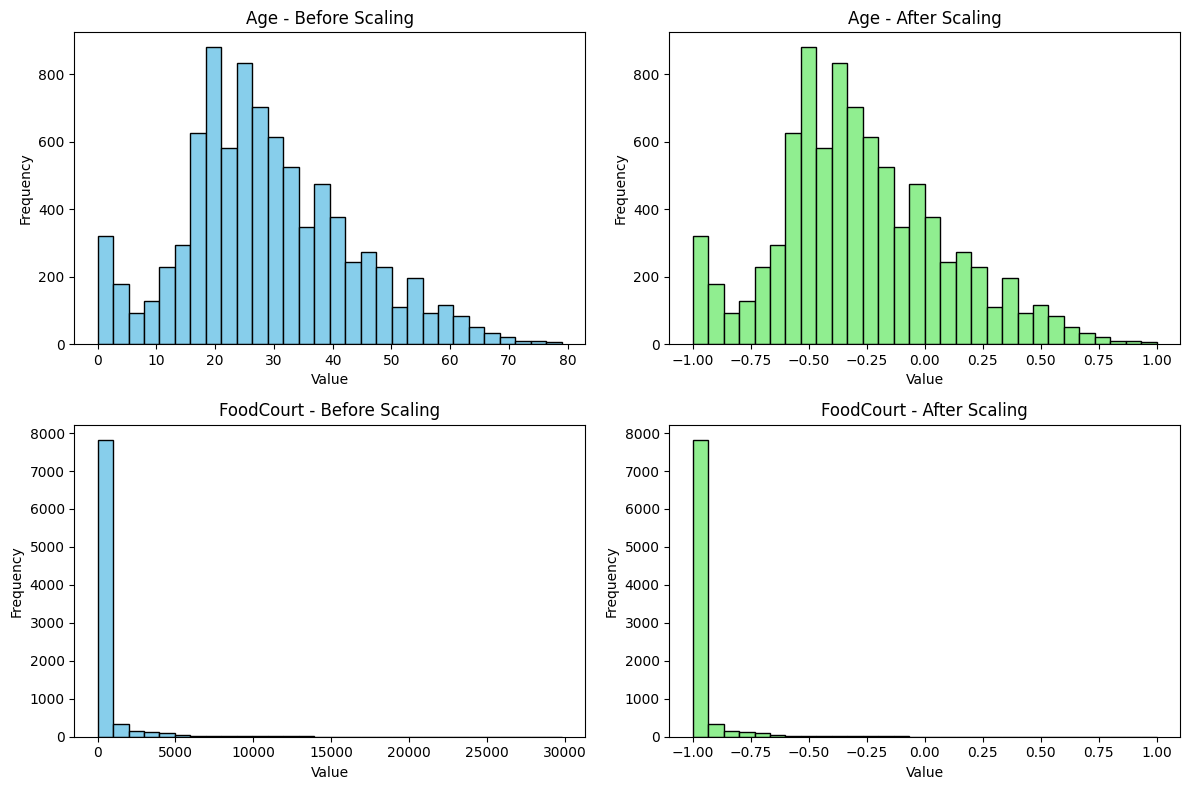 Age - Before Scaling
Frequency
800
600
400
200
0
0 10 20 30 40 50 60 70 80
Value
Age - After Scaling
Frequency
800
600
400
200
0
−1.00 −0.75 −0.50 −0.25 0.00 0.25 0.50 0.75 1.00
Value
FoodCourt - Before Scaling
Frequency
8000
7000
6000
5000
4000
3000
2000
1000
0
0 5000 10000 15000 20000 25000 30000
Value
FoodCourt - After Scaling
Frequency
8000
7000
6000
5000
4000
3000
2000
1000
0
−1.00 −0.75 −0.50 −0.25 0.00 0.25 0.50 0.75 1.00
Value